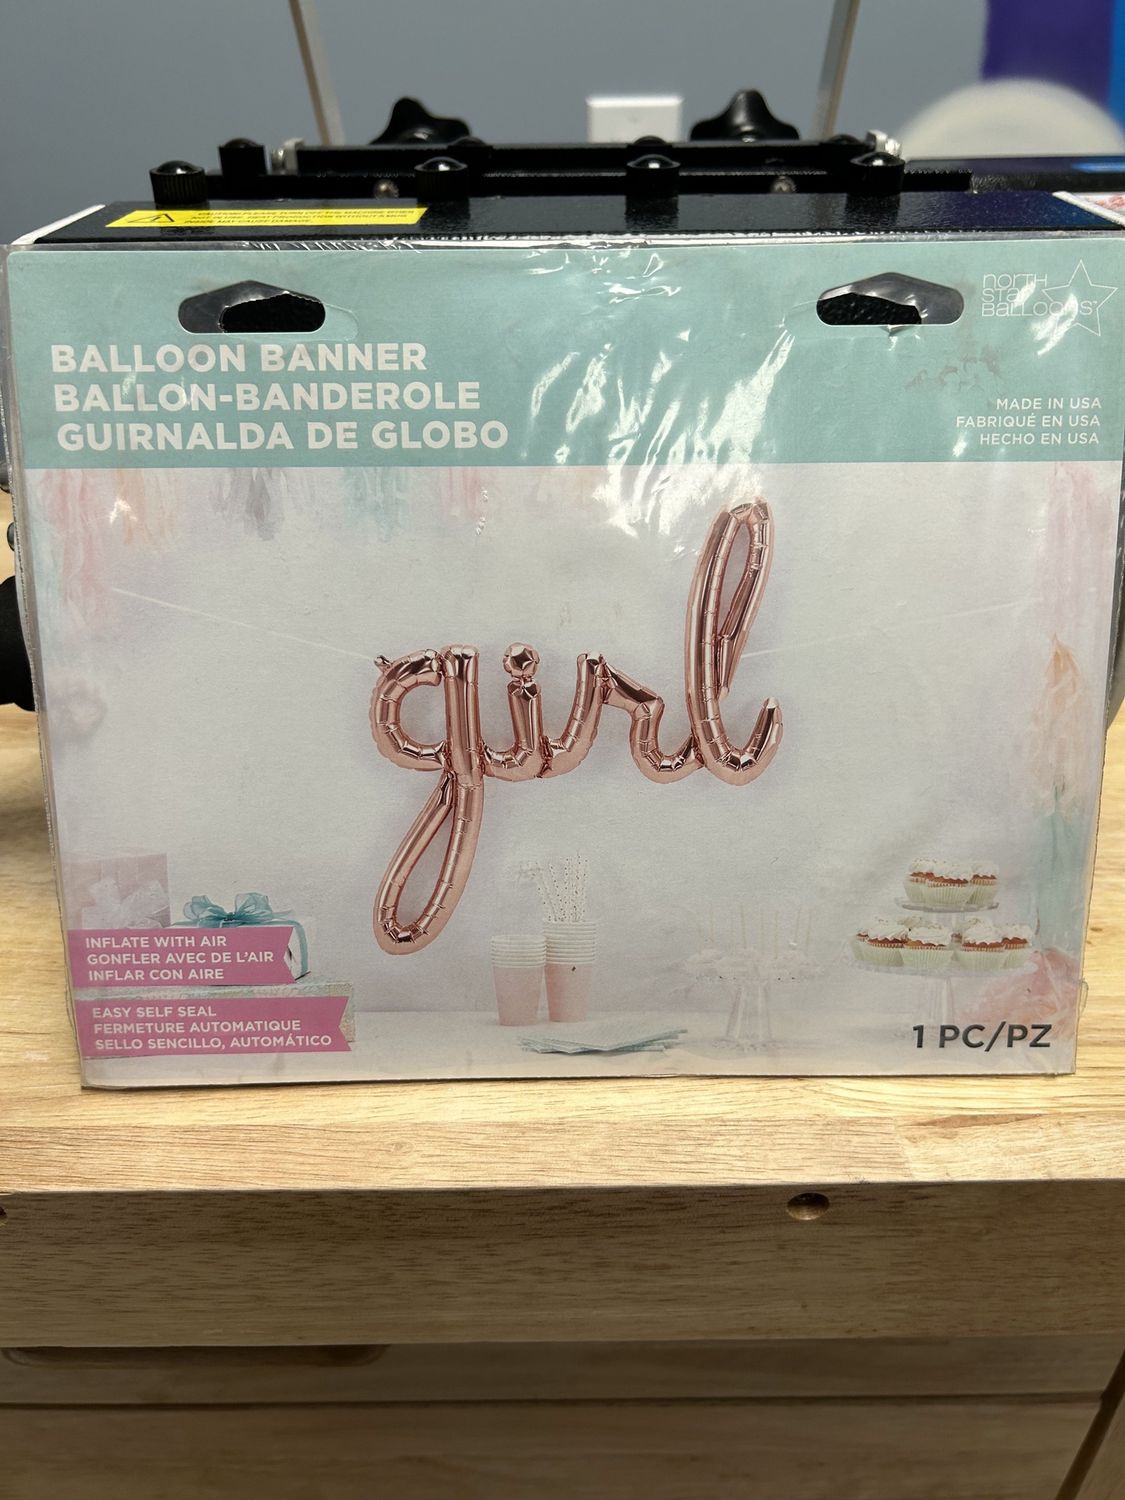 BALLOON BANNER
BALLON-BANDEROLE
GUIRNALDA DE GLOBO
NORTH
STAR
BALLOONS
MADE IN USA
FABRIQUÉ EN USA
HECHO EN USA
girl
INFLATE WITH AIR
GONFLER AVEC DE L'AIR
INFLAR CON AIRE
EASY SELF SEAL
FERMETURE AUTOMATIQUE
SELLO SENCILLO, AUTOMÁTICO
1 PC/PZ